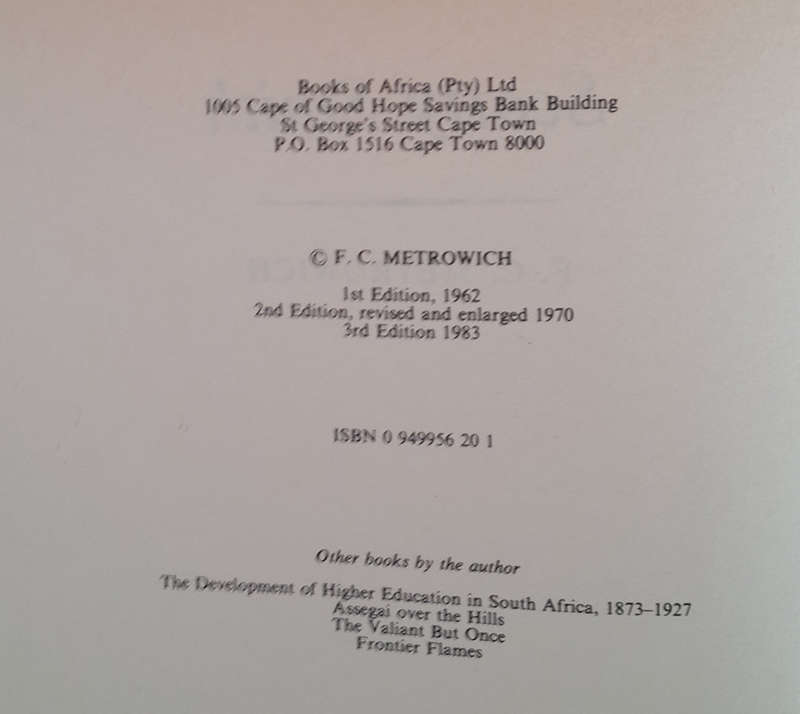 Books of Africa (Pty) Ltd
1005 Cape of Good Hope Savings Bank Building
St George's Street Cape Town
P.O. Box 1516 Cape Town 8000
© F. C. METROWICH
1st Edition, 1962
2nd Edition, revised and enlarged 1970
3rd Edition 1983
ISBN 0 949956 20 1
Other books by the author
The Development of Higher Education in South Africa, 1873–1927
Assegai over the Hills
The Valiant But Once
Frontier Flames